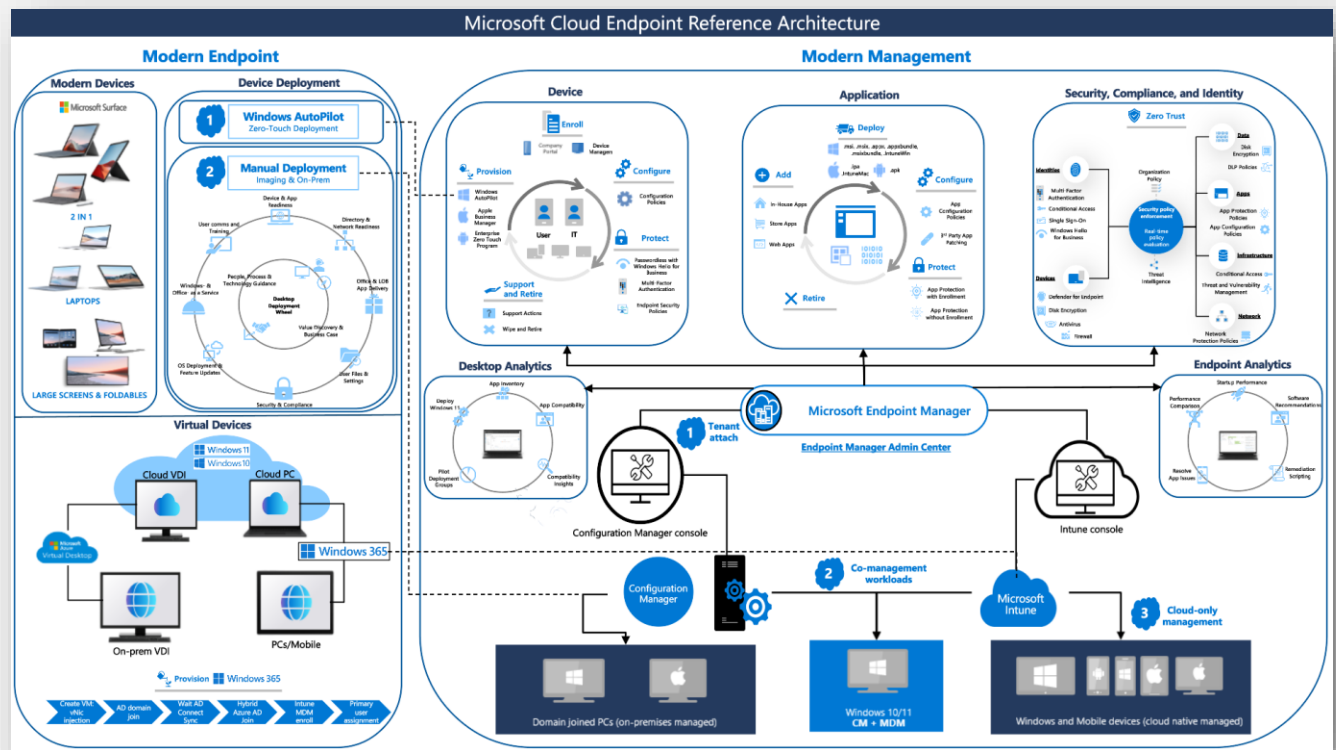 Microsoft Cloud Endpoint Reference Architecture
Modern Endpoint
Modern Devices
Microsoft Surface
2 IN 1
LAPTOPS
LARGE SCREENS & FOLDABLES
Device Deployment
1
Windows AutoPilot
Zero-Touch Deployment
2
Manual Deployment
Imaging & On-Prem
Device & App
Readiness
User comms and
Training
Directory &
Network Readiness
People, Process &
Technology Guidance
Windows- &
Office -as a Service
Office & LOB
App Delivery
Desktop
Deployment
Wheel
Value Discovery &
Business Case
OS Deployment &
Feature Updates
User Files &
Settings
Security & Compliance
Virtual Devices
Windows 11
Windows 10
Cloud VDI
Cloud PC
Microsoft
Azure
Virtual Desktop
Windows 365
On-prem VDI
PCs/Mobile
Provision
Windows 365
Create VM:
vNic
injection
AD domain
join
Wait AD
Connect
Sync
Hybrid
Azure AD
Join
Intune
MDM
enroll
Primary
user
assignment
Modern Management
Device
Enroll
Company
Portal
Device
Managers
Provision
Windows
AutoPilot
Apple
Business
Manager
Enterprise
Zero Touch
Program
User
IT
Configure
Configuration
Policies
Protect
Passwordless with
Windows Hello for
Business
Multi-Factor
Authentication
Endpoint Security
Policies
Support
and Retire
Support Actions
Wipe and Retire
Application
Deploy
.msi, .msix, .appx, .appxbundle,
.msixbundle, .IntuneWin
.ipa
.IntuneMac
.apk
Add
In-House Apps
Store Apps
Web Apps
010101
101010
Configure
App
Configuration
Policies
3rd Party App
Patching
Protect
App Protection
with Enrollment
App Protection
without Enrollment
Retire
Security, Compliance, and Identity
Zero Trust
Identities
Multi-Factor
Authentication
Conditional Access
Single Sign-On
Windows Hello
for Business
Devices
Defender for Endpoint
Disk Encryption
Antivirus
Firewall
Organization
Policy
Security policy
enforcement
Real-time
policy
evaluation
Threat
Intelligence
Data
Disk
Encryption
DLP Policies
Apps
App Protection
Policies
App Configuration
Policies
Infrastructure
Conditional Access
Threat and Vulnerability
Management
Network
Network
Protection Policies
Desktop Analytics
App Inventory
Deploy
Windows 11
App Compatibility
Pilot
Deployment
Groups
Compatibility
Insights
Endpoint Analytics
Startup Performance
Performance
Comparison
Software
Recommendations
Resolve
App Issues
Remediation
Scripting
Microsoft Endpoint Manager
Endpoint Manager Admin Center
1
Tenant
attach
Configuration Manager console
Intune console
Configuration
Manager
2
Co-management
workloads
Microsoft
Intune
3
Cloud-only
management
Domain joined PCs (on-premises managed)
Windows 10/11
CM + MDM
Windows and Mobile devices (cloud native managed)